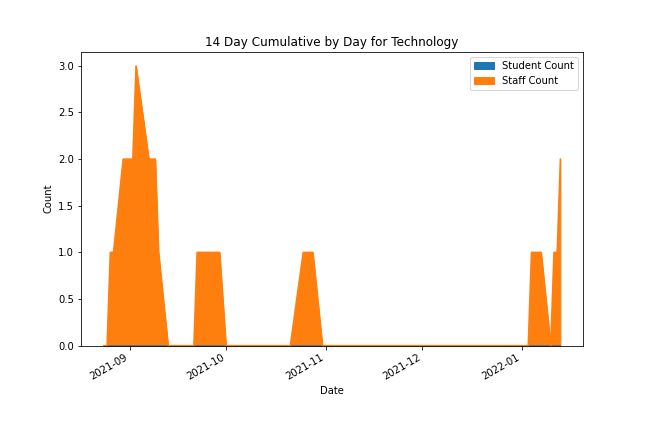 14 Day Cumulative by Day for Technology
Student Count
Staff Count
3.0
2.5
2.0
1.5
1.0
0.5
0.0
Count
2021-09
2021-10
2021-11
2021-12
2022-01
Date